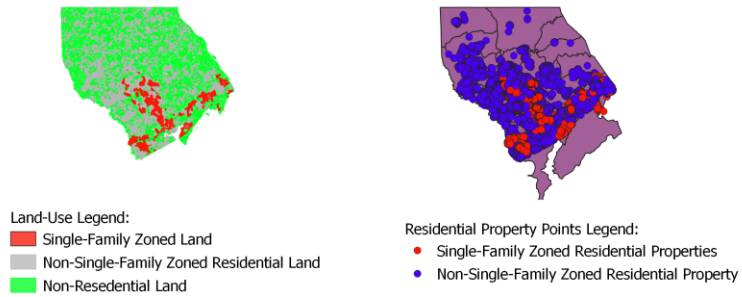 Land-Use Legend:
Single-Family Zoned Land
Non-Single-Family Zoned Residential Land
Non-Resedential Land
Residential Property Points Legend:
Single-Family Zoned Residential Properties
Non-Single-Family Zoned Residential Property